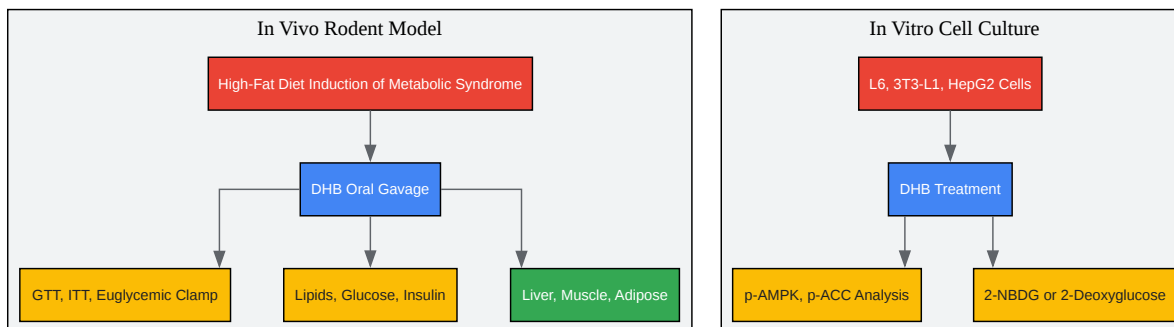 In Vivo Rodent Model
High-Fat Diet Induction of Metabolic Syndrome
DHB Oral Gavage
GTT, ITT, Euglycemic Clamp
Lipids, Glucose, Insulin
Liver, Muscle, Adipose
In Vitro Cell Culture
L6, 3T3-L1, HepG2 Cells
DHB Treatment
p-AMPK, p-ACC Analysis
2-NBDG or 2-Deoxyglucose